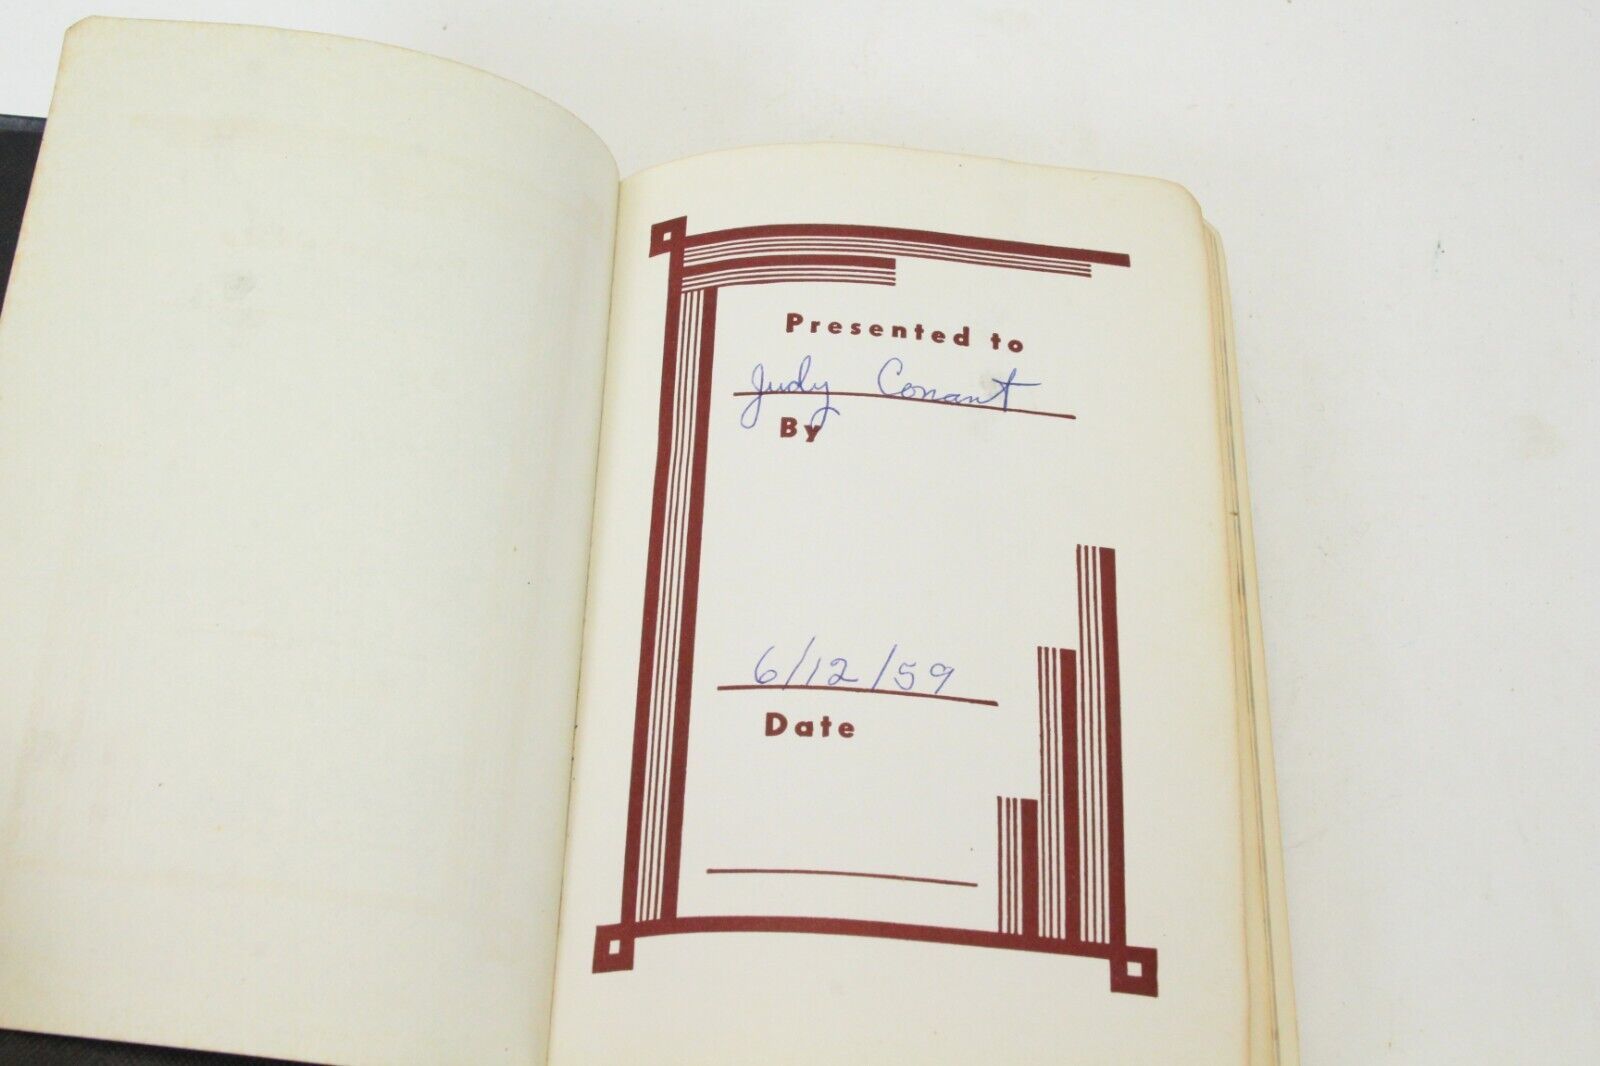 Presented to
Judy Conant
By
6/12/59
Date